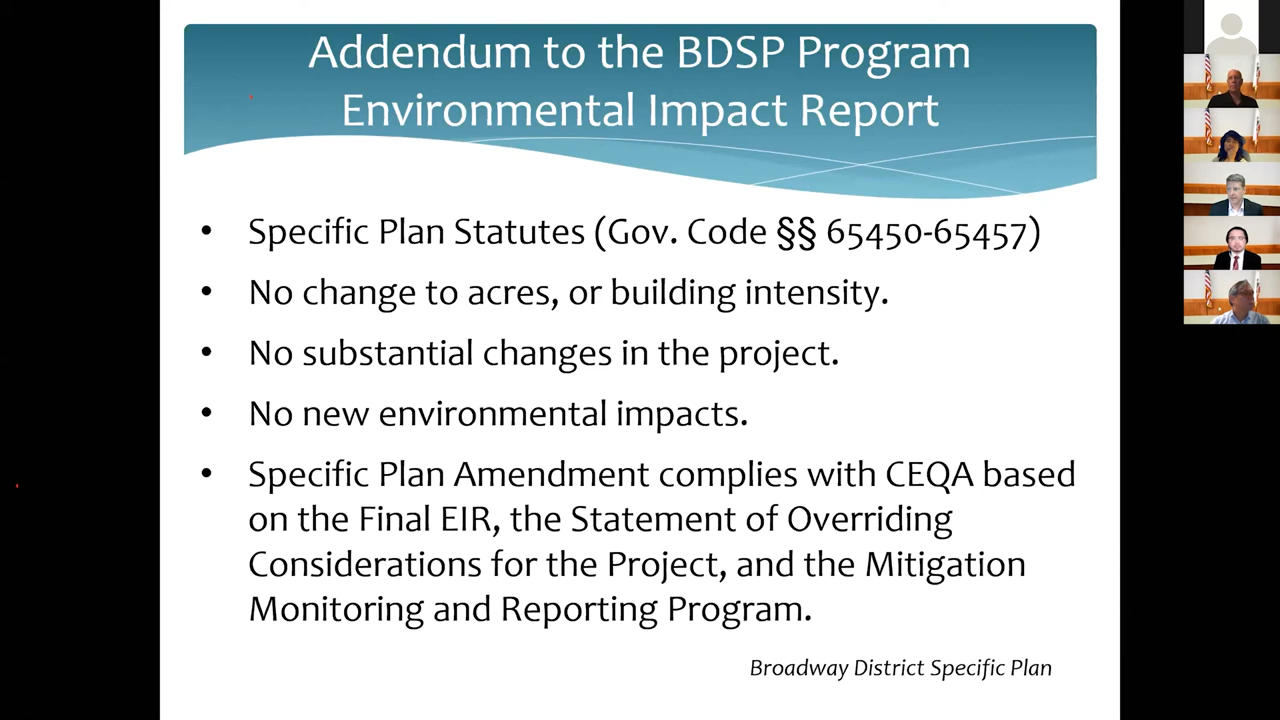 Addendum to the BDSP Program
Environmental Impact Report
• Specific Plan Statutes (Gov. Code §§ 65450-65457)
• No change to acres, or building intensity.
• No substantial changes in the project.
• No new environmental impacts.
• Specific Plan Amendment complies with CEQA based
on the Final EIR, the Statement of Overriding
Considerations for the Project, and the Mitigation
Monitoring and Reporting Program.
Broadway District Specific Plan